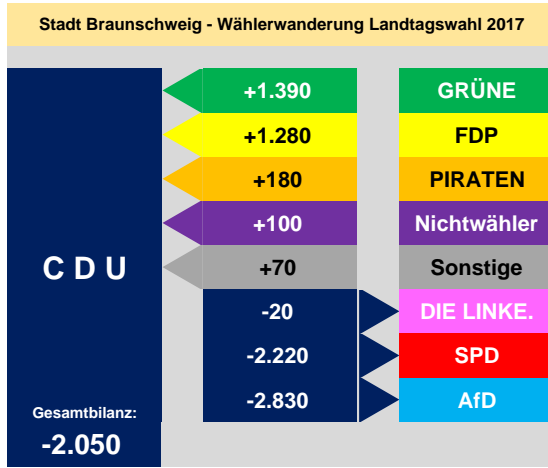 Stadt Braunschweig - Wählerwanderung Landtagswahl 2017
+1.390 GRÜNE
+1.280 FDP
+180 PIRATEN
+100 Nichtwähler
CDU +70 Sonstige
-20 DIE LINKE.
-2.220 SPD
-2.830 AfD
Gesamtbilanz:
-2.050